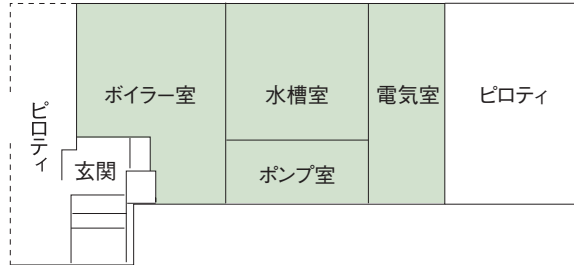 ボイラー室
水槽室
電気室
ピロティ
ピロティ
玄関
ポンプ室